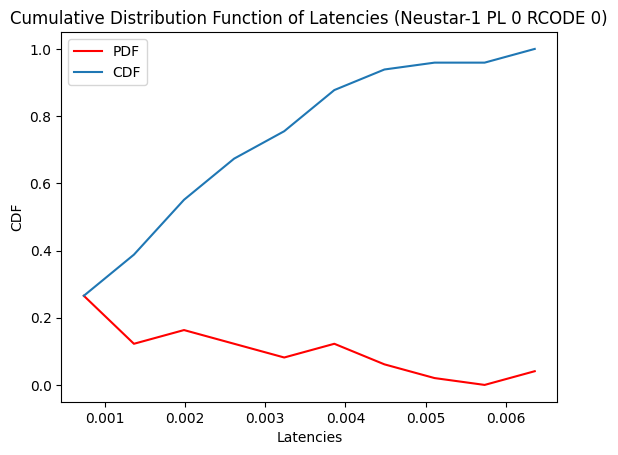 Cumulative Distribution Function of Latencies (Neustar-1 PL 0 RCODE 0)
PDF
CDF
1.0
0.8
0.6
0.4
0.2
0.0
CDF
0.001
0.002
0.003
0.004
0.005
0.006
Latencies